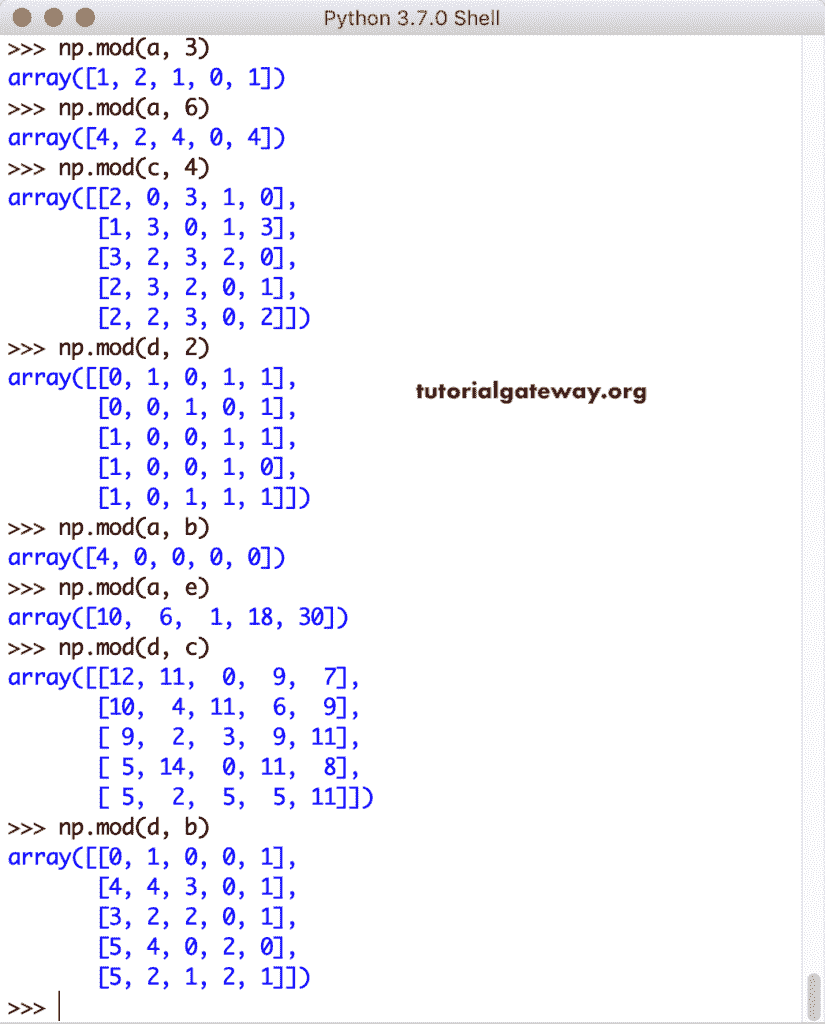 Python 3.7.0 Shell
>>> np.mod(a, 3)
array([1, 2, 1, 0, 1])
>>> np.mod(a, 6)
array([4, 2, 4, 0, 4])
>>> np.mod(c, 4)
array([[2, 0, 3, 1, 0],
       [1, 3, 0, 1, 3],
       [3, 2, 3, 2, 0],
       [2, 3, 2, 0, 1],
       [2, 2, 3, 0, 2]])
>>> np.mod(d, 2)
array([[0, 1, 0, 1, 1],
tutorialgateway.org
       [0, 0, 1, 0, 1],
       [1, 0, 0, 1, 1],
       [1, 0, 0, 1, 0],
       [1, 0, 1, 1, 1]])
>>> np.mod(a, b)
array([4, 0, 0, 0, 0])
>>> np.mod(a, e)
array([10,  6,  1, 18, 30])
>>> np.mod(d, c)
array([[12, 11,  0,  9,  7],
       [10,  4, 11,  6,  9],
       [ 9,  2,  3,  9, 11],
       [ 5, 14,  0, 11,  8],
       [ 5,  2,  5,  5, 11]])
>>> np.mod(d, b)
array([[0, 1, 0, 0, 1],
       [4, 4, 3, 0, 1],
       [3, 2, 2, 0, 1],
       [5, 4, 0, 2, 0],
       [5, 2, 1, 2, 1]])
>>>